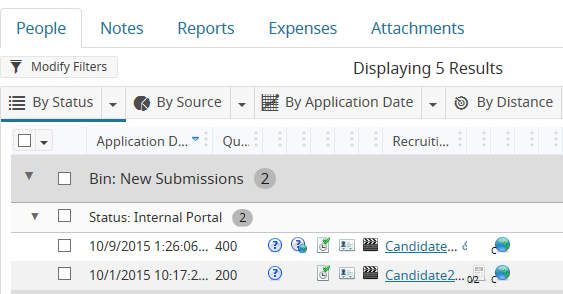 People Notes Reports Expenses Attachments
Modify Filters Displaying 5 Results
By Status By Source By Application Date By Distance
Application D... Qu... Recruiti...
Bin: New Submissions 2
Status: Internal Portal 2
10/9/2015 1:26:06... 400 Candidate... C
10/1/2015 10:17:2... 200 Candidate2... 0/2 C